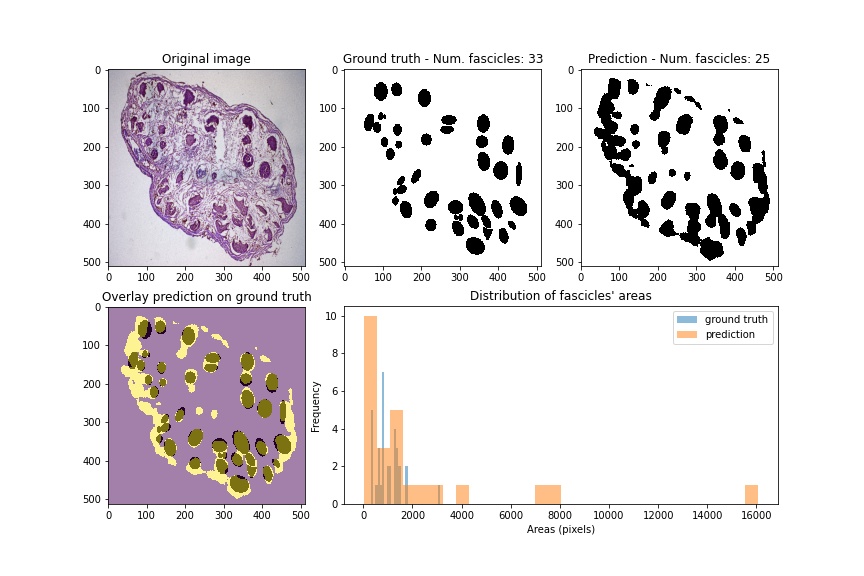 Original image
0
100
200
300
400
500
0 100 200 300 400 500
Ground truth - Num. fascicles: 33
0
100
200
300
400
500
0 100 200 300 400 500
Prediction - Num. fascicles: 25
0
100
200
300
400
500
0 100 200 300 400 500
Overlay prediction on ground truth
0
100
200
300
400
500
0 100 200 300 400 500
Distribution of fascicles' areas
ground truth
prediction
Frequency
10
8
6
4
2
0
0 2000 4000 6000 8000 10000 12000 14000 16000
Areas (pixels)